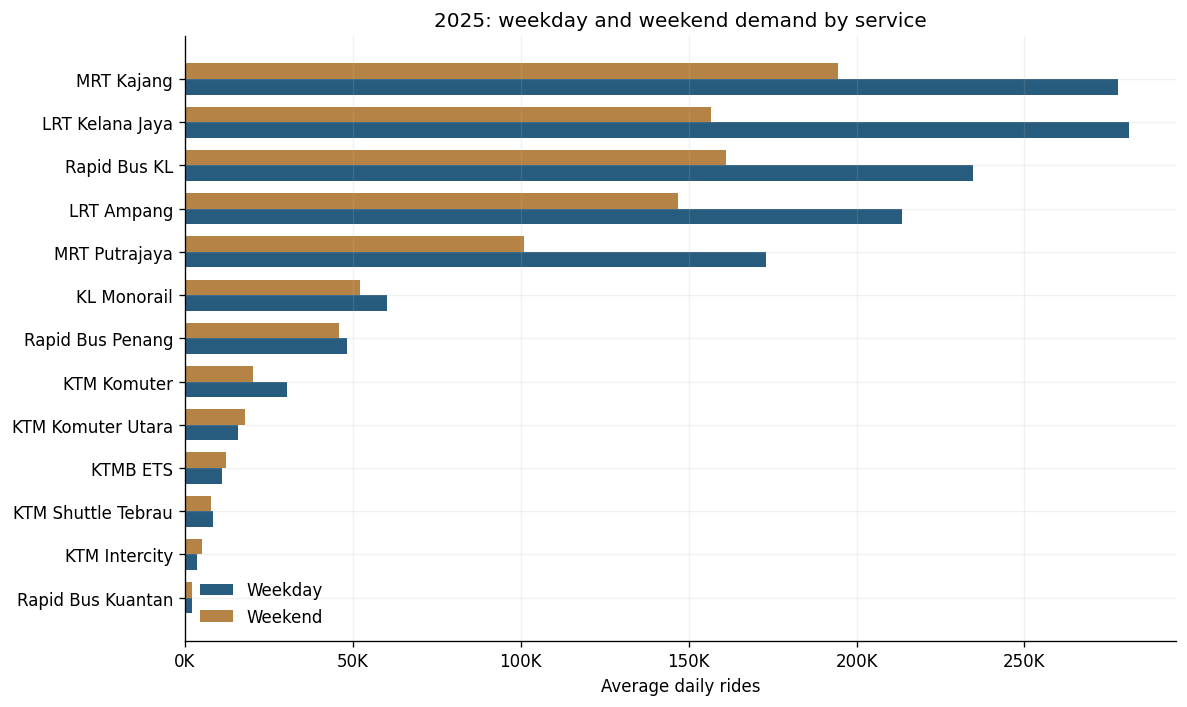 2025: weekday and weekend demand by service
MRT Kajang
LRT Kelana Jaya
Rapid Bus KL
LRT Ampang
MRT Putrajaya
KL Monorail
Rapid Bus Penang
KTM Komuter
KTM Komuter Utara
KTMB ETS
KTM Shuttle Tebrau
KTM Intercity
Rapid Bus Kuantan
Weekday
Weekend
0K 50K 100K 150K 200K 250K
Average daily rides